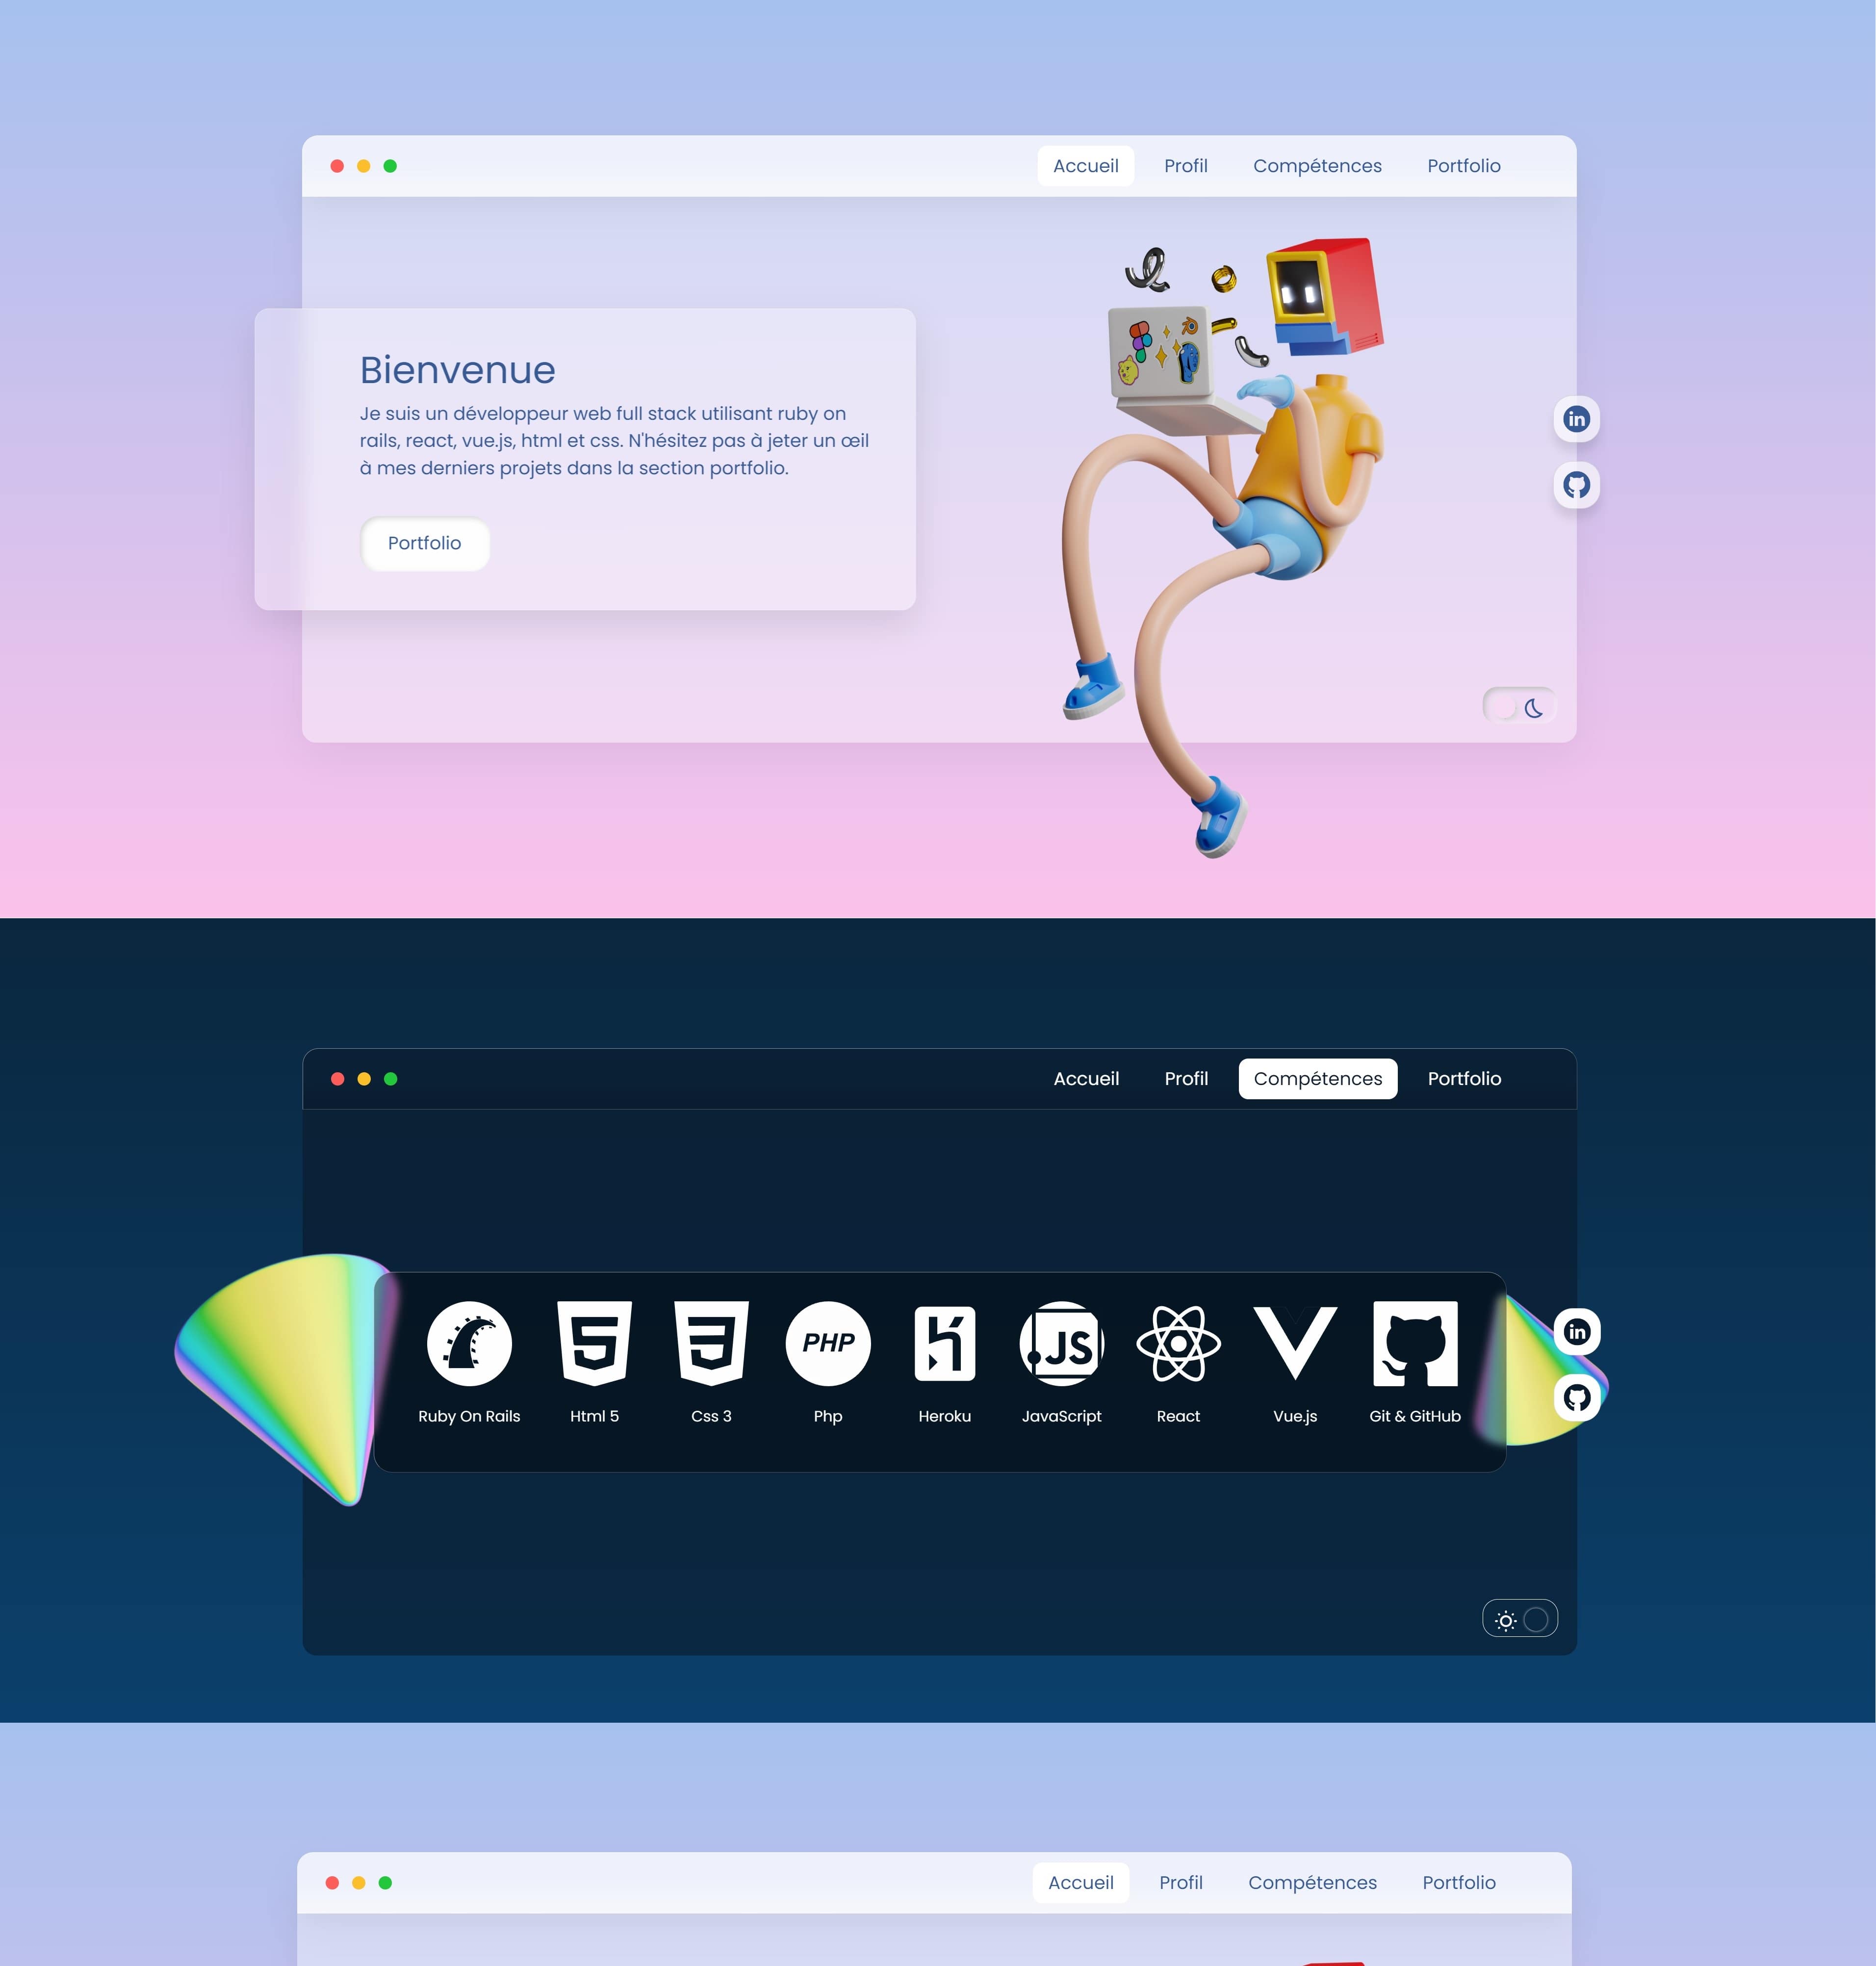 Accueil Profil Compétences Portfolio
Bienvenue
Je suis un développeur web full stack utilisant ruby on
rails, react, vue.js, html et css. N'hésitez pas à jeter un œil
à mes derniers projets dans la section portfolio.
Portfolio
in
Accueil Profil Compétences Portfolio
PHP
JS
in
Ruby On Rails Html 5 Css 3 Php Heroku JavaScript React Vue.js Git & GitHub
Accueil Profil Compétences Portfolio